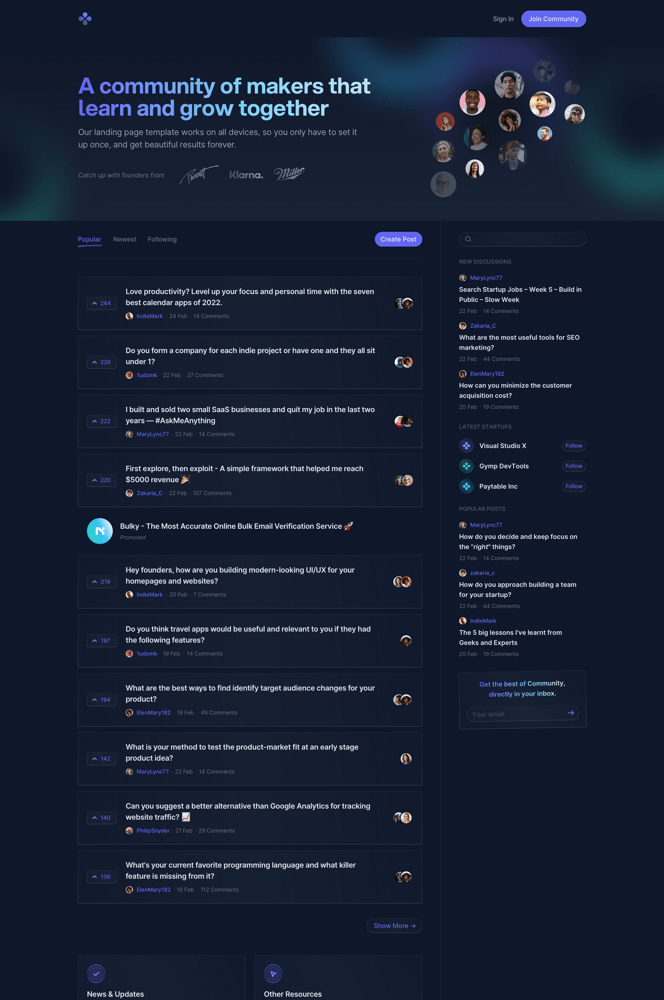 Sign In
Join Community
A community of makers that
learn and grow together
Our landing page template works on all devices, so you only have to set it
up once, and get beautiful results forever.
Catch up with founders from
Klarna.
Miller
Popular
Newest
Following
Create Post
224
Love productivity? Level up your focus and personal time with the seven
best calendar apps of 2022.
IndieMark · 24 Feb · 14 Comments
226
Do you form a company for each indie project or have one and they all sit
under 1?
1udomk · 22 Feb · 37 Comments
222
I built and sold two small SaaS businesses and quit my job in the last two
years — #AskMeAnything
MaryLync77 · 22 Feb · 14 Comments
220
First explore, then exploit - A simple framework that helped me reach
$5000 revenue 🎉
Zakaria_C · 22 Feb · 107 Comments
Bulky - The Most Accurate Online Bulk Email Verification Service 🚀
Promoted
219
Hey founders, how are you building modern-looking UI/UX for your
homepages and websites?
IndieMark · 20 Feb · 7 Comments
197
Do you think travel apps would be useful and relevant to you if they had
the following features?
1udomk · 19 Feb · 14 Comments
194
What are the best ways to find identify target audience changes for your
product?
ElenMary182 · 19 Feb · 49 Comments
142
What is your method to test the product-market fit at an early stage
product idea?
MaryLync77 · 22 Feb · 14 Comments
140
Can you suggest a better alternative than Google Analytics for tracking
website traffic? 📈
PhilipSnyder · 21 Feb · 29 Comments
136
What's your current favorite programming language and what killer
feature is missing from it?
ElenMary182 · 19 Feb · 112 Comments
Show More →
News & Updates
Other Resources
NEW DISCUSSIONS
MaryLync77
Search Startup Jobs – Week 5 – Build in
Public – Slow Week
22 Feb · 14 Comments
Zakaria_C
What are the most useful tools for SEO
marketing?
22 Feb · 44 Comments
ElenMary182
How can you minimize the customer
acquisition cost?
20 Feb · 19 Comments
LATEST STARTUPS
Visual Studio X
Follow
Gymp DevTools
Follow
Paytable Inc
Follow
POPULAR POSTS
MaryLync77
How do you decide and keep focus on
the "right" things?
22 Feb · 14 Comments
zakaria_c
How do you approach building a team
for your startup?
22 Feb · 44 Comments
IndieMark
The 5 big lessons I've learnt from
Geeks and Experts
20 Feb · 19 Comments
Get the best of Community,
directly in your inbox.
Your email